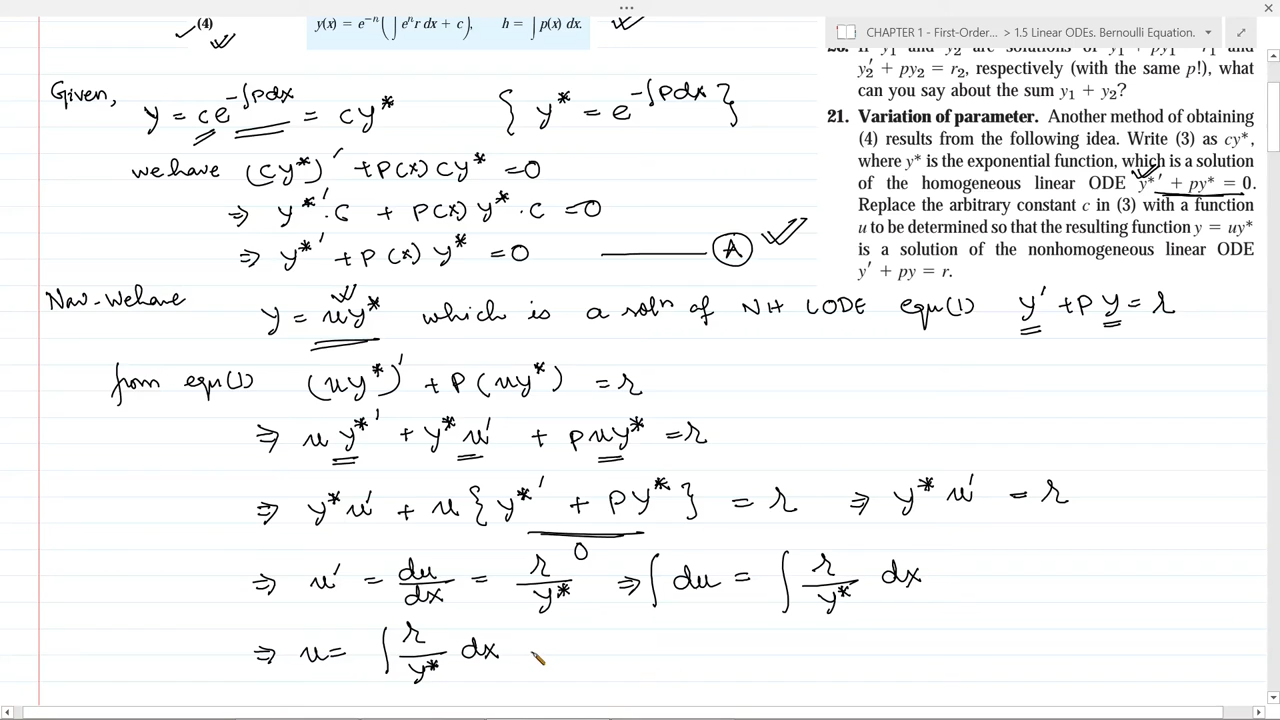 (4)
y(x) = e⁻ʰ (∫ eʰr dx + c), h = ∫ p(x) dx.
CHAPTER 1 - First-Order... > 1.5 Linear ODEs. Bernoulli Equation.
y₂′ + py₂ = r₂, respectively (with the same p!), what
can you say about the sum y₁ + y₂?
21. Variation of parameter. Another method of obtaining
(4) results from the following idea. Write (3) as cy*,
where y* is the exponential function, which is a solution
of the homogeneous linear ODE y*′ + py* = 0.
Replace the arbitrary constant c in (3) with a function
u to be determined so that the resulting function y = uy*
is a solution of the nonhomogeneous linear ODE
y′ + py = r.
Given,
y = ce^{-∫Pdx} = cy* { y* = e^{-∫Pdx} }
we have (cy*)′ + P(x) Cy* = 0
⇒ y*′.C + P(x) y*.C = 0
⇒ y*′ + P(x) y* = 0 —— (A)
Now we have
y = uy* which is a solⁿ of NH LODE equ(1) y′ + P y = r
from equ(1) (uy*)′ + P(uy*) = r
⇒ u y*′ + y* u′ + Puy* = r
⇒ y* u′ + u { y*′ + Py* } = r ⇒ y* u′ = r
0
⇒ u′ = du/dx = r/y* ⇒ ∫ du = ∫ r/y* dx
⇒ u = ∫ r/y* dx